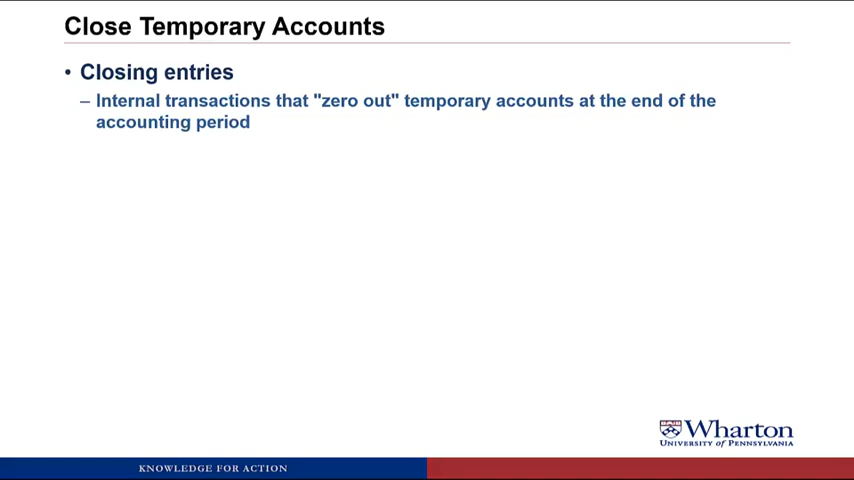 Close Temporary Accounts
• Closing entries
– Internal transactions that "zero out" temporary accounts at the end of the
accounting period
Wharton
UNIVERSITY OF PENNSYLVANIA
KNOWLEDGE FOR ACTION